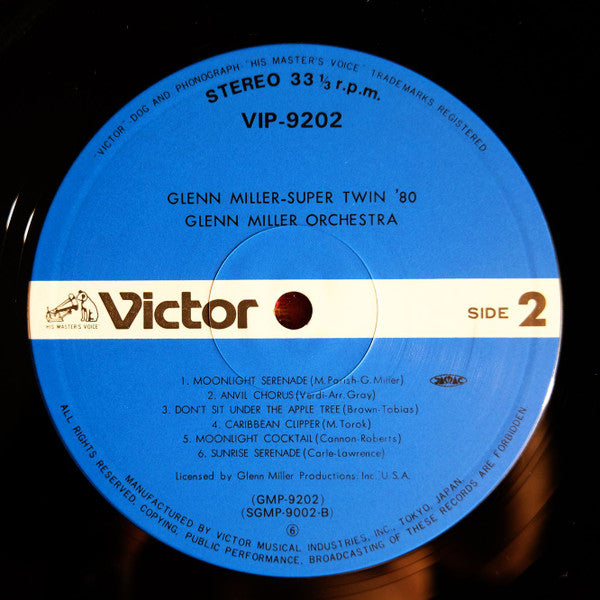 "VICTOR"-DOG AND PHONOGRAPH-"HIS MASTER'S VOICE" TRADEMARKS REGISTERED.
STEREO 33 1/3 r.p.m.
VIP-9202
GLENN MILLER-SUPER TWIN '80
GLENN MILLER ORCHESTRA
"HIS MASTER'S VOICE"
Victor
SIDE 2
1. MOONLIGHT SERENADE (M. Parish-G. Miller)
JASRAC
2. ANVIL CHORUS (Verdi-Arr. Gray)
3. DON'T SIT UNDER THE APPLE TREE (Brown-Tobias)
4. CARIBBEAN CLIPPER (M. Torok)
5. MOONLIGHT COCKTAIL (Cannon-Roberts)
6. SUNRISE SERENADE (Carle-Lawrence)
Licensed by Glenn Miller Productions, Inc., U.S.A.
(GMP-9202)
(SGMP-9002-B)
6
MANUFACTURED BY VICTOR MUSICAL INDUSTRIES, INC., TOKYO, JAPAN.
ALL RIGHTS RESERVED. COPYING, PUBLIC PERFORMANCE, BROADCASTING OF THESE RECORDS ARE FORBIDDEN.